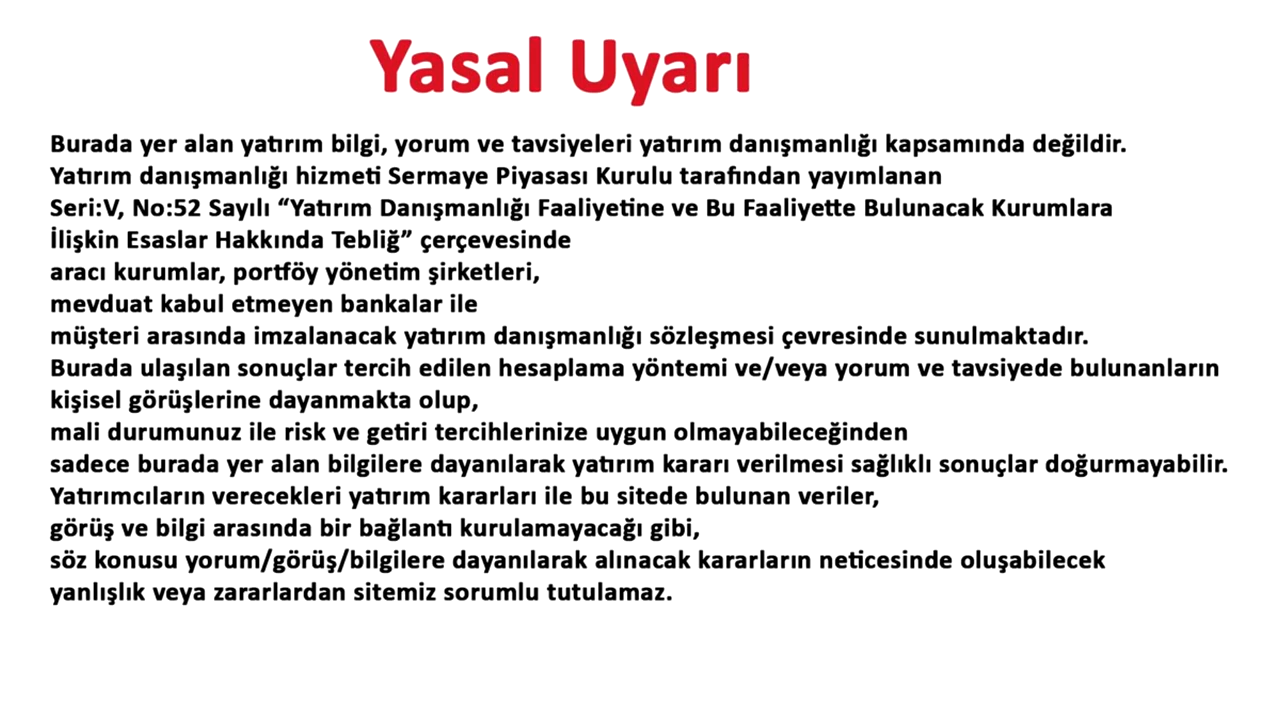 Yasal Uyarı
Burada yer alan yatırım bilgi, yorum ve tavsiyeleri yatırım danışmanlığı kapsamında değildir.
Yatırım danışmanlığı hizmeti Sermaye Piyasası Kurulu tarafından yayımlanan
Seri:V, No:52 Sayılı “Yatırım Danışmanlığı Faaliyetine ve Bu Faaliyette Bulunacak Kurumlara
İlişkin Esaslar Hakkında Tebliğ” çerçevesinde
aracı kurumlar, portföy yönetim şirketleri,
mevduat kabul etmeyen bankalar ile
müşteri arasında imzalanacak yatırım danışmanlığı sözleşmesi çevresinde sunulmaktadır.
Burada ulaşılan sonuçlar tercih edilen hesaplama yöntemi ve/veya yorum ve tavsiyede bulunanların
kişisel görüşlerine dayanmakta olup,
mali durumunuz ile risk ve getiri tercihlerinize uygun olmayabileceğinden
sadece burada yer alan bilgilere dayanılarak yatırım kararı verilmesi sağlıklı sonuçlar doğurmayabilir.
Yatırımcıların verecekleri yatırım kararları ile bu sitede bulunan veriler,
görüş ve bilgi arasında bir bağlantı kurulamayacağı gibi,
söz konusu yorum/görüş/bilgilere dayanılarak alınacak kararların neticesinde oluşabilecek
yanlışlık veya zararlardan sitemiz sorumlu tutulamaz.